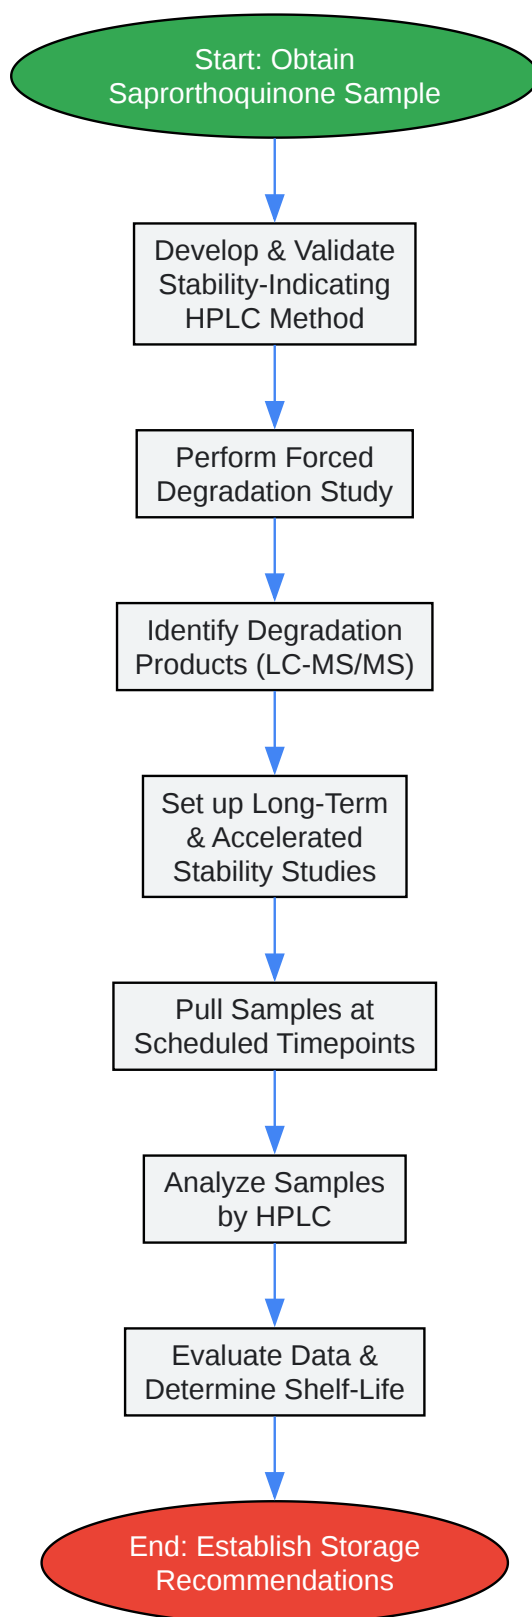 Start: Obtain
Saprorthoquinone Sample
Develop & Validate
Stability-Indicating
HPLC Method
Perform Forced
Degradation Study
Identify Degradation
Products (LC-MS/MS)
Set up Long-Term
& Accelerated
Stability Studies
Pull Samples at
Scheduled Timepoints
Analyze Samples
by HPLC
Evaluate Data &
Determine Shelf-Life
End: Establish Storage
Recommendations